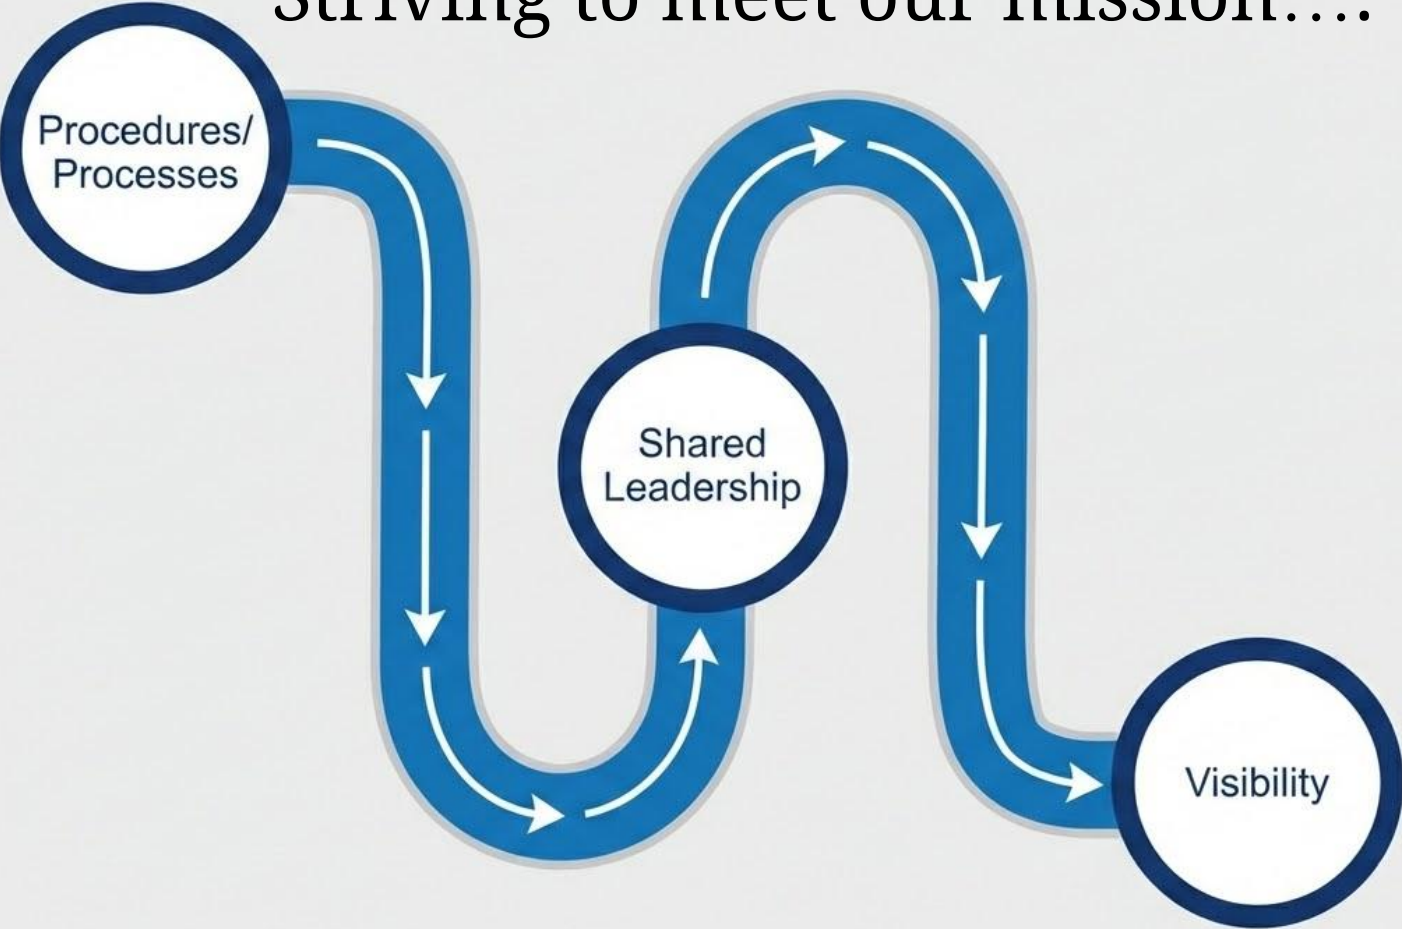 Striving to meet our mission....
Procedures/
Processes
Shared
Leadership
Visibility